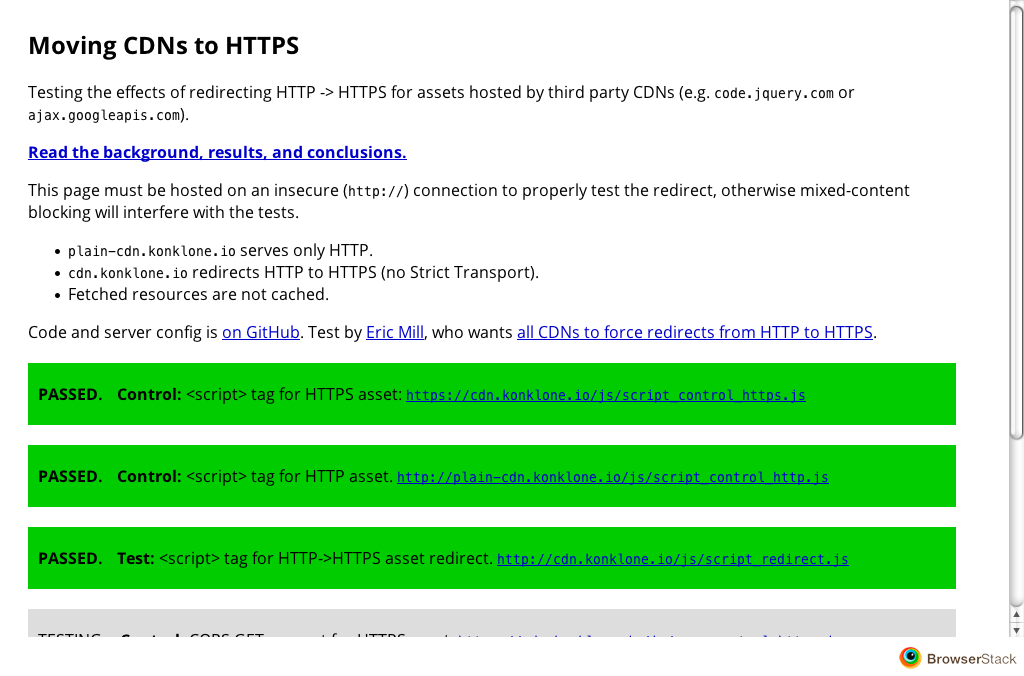 Moving CDNs to HTTPS
Testing the effects of redirecting HTTP -> HTTPS for assets hosted by third party CDNs (e.g. code.jquery.com or
ajax.googleapis.com).
Read the background, results, and conclusions.
This page must be hosted on an insecure (http://) connection to properly test the redirect, otherwise mixed-content
blocking will interfere with the tests.
• plain-cdn.konklone.io serves only HTTP.
• cdn.konklone.io redirects HTTP to HTTPS (no Strict Transport).
• Fetched resources are not cached.
Code and server config is on GitHub. Test by Eric Mill, who wants all CDNs to force redirects from HTTP to HTTPS.
PASSED. Control: <script> tag for HTTPS asset: https://cdn.konklone.io/js/script_control_https.js
PASSED. Control: <script> tag for HTTP asset. http://plain-cdn.konklone.io/js/script_control_http.js
PASSED. Test: <script> tag for HTTP->HTTPS asset redirect. http://cdn.konklone.io/js/script_redirect.js
TESTING Control: CORS GET for HTTPS
BrowserStack